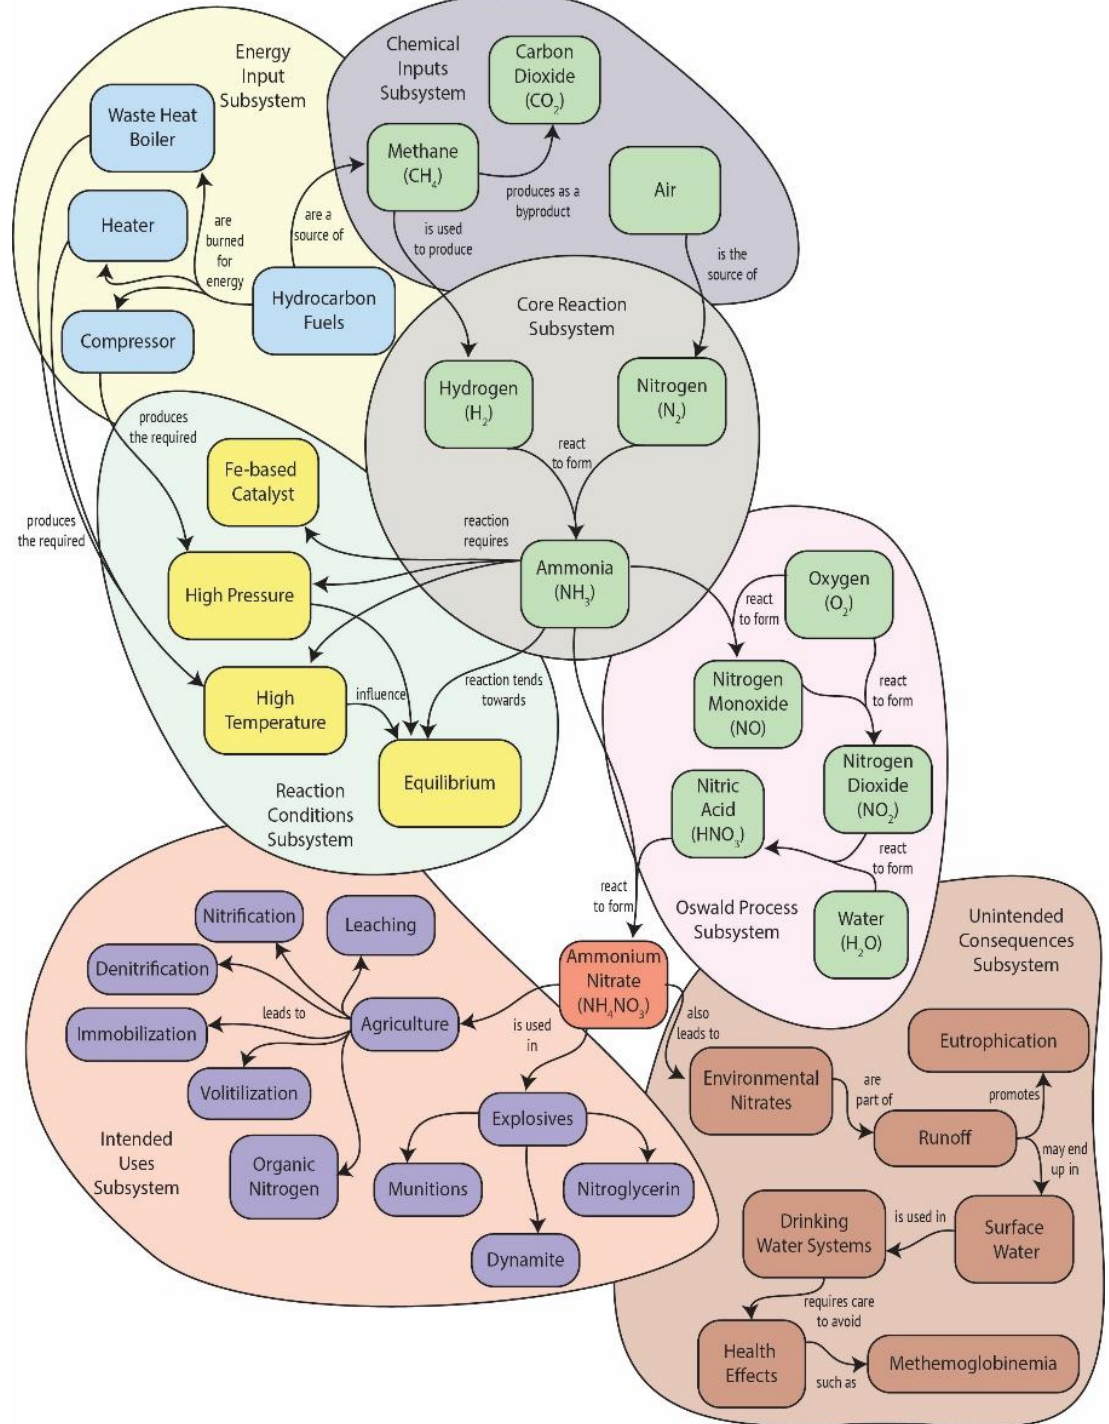 Energy
Input
Subsystem
Waste Heat
Boiler
Heater
are
burned
for
energy
Compressor
Hydrocarbon
Fuels
are a
source of
Chemical
Inputs
Subsystem
Carbon
Dioxide
(CO₂)
Methane
(CH₄)
produces as a
byproduct
Air
is used
to produce
is the
source of
Core Reaction
Subsystem
Hydrogen
(H₂)
Nitrogen
(N₂)
react
to form
Ammonia
(NH₃)
reaction
requires
produces
the required
produces
the required
Fe-based
Catalyst
High Pressure
High
Temperature
influence
reaction tends
towards
Equilibrium
Reaction
Conditions
Subsystem
Oxygen
(O₂)
react
to form
Nitrogen
Monoxide
(NO)
react
to form
Nitrogen
Dioxide
(NO₂)
Nitric
Acid
(HNO₃)
react
to form
Water
(H₂O)
Oswald Process
Subsystem
react
to form
Ammonium
Nitrate
(NH₄NO₃)
is used
in
also
leads to
Nitrification
Leaching
Denitrification
Immobilization
leads to
Agriculture
Volitilization
Organic
Nitrogen
Intended
Uses
Subsystem
Explosives
Munitions
Nitroglycerin
Dynamite
Unintended
Consequences
Subsystem
Eutrophication
Environmental
Nitrates
are
part of
promotes
Runoff
may end
up in
Surface
Water
is used in
Drinking
Water Systems
requires care
to avoid
Health
Effects
such as
Methemoglobinemia